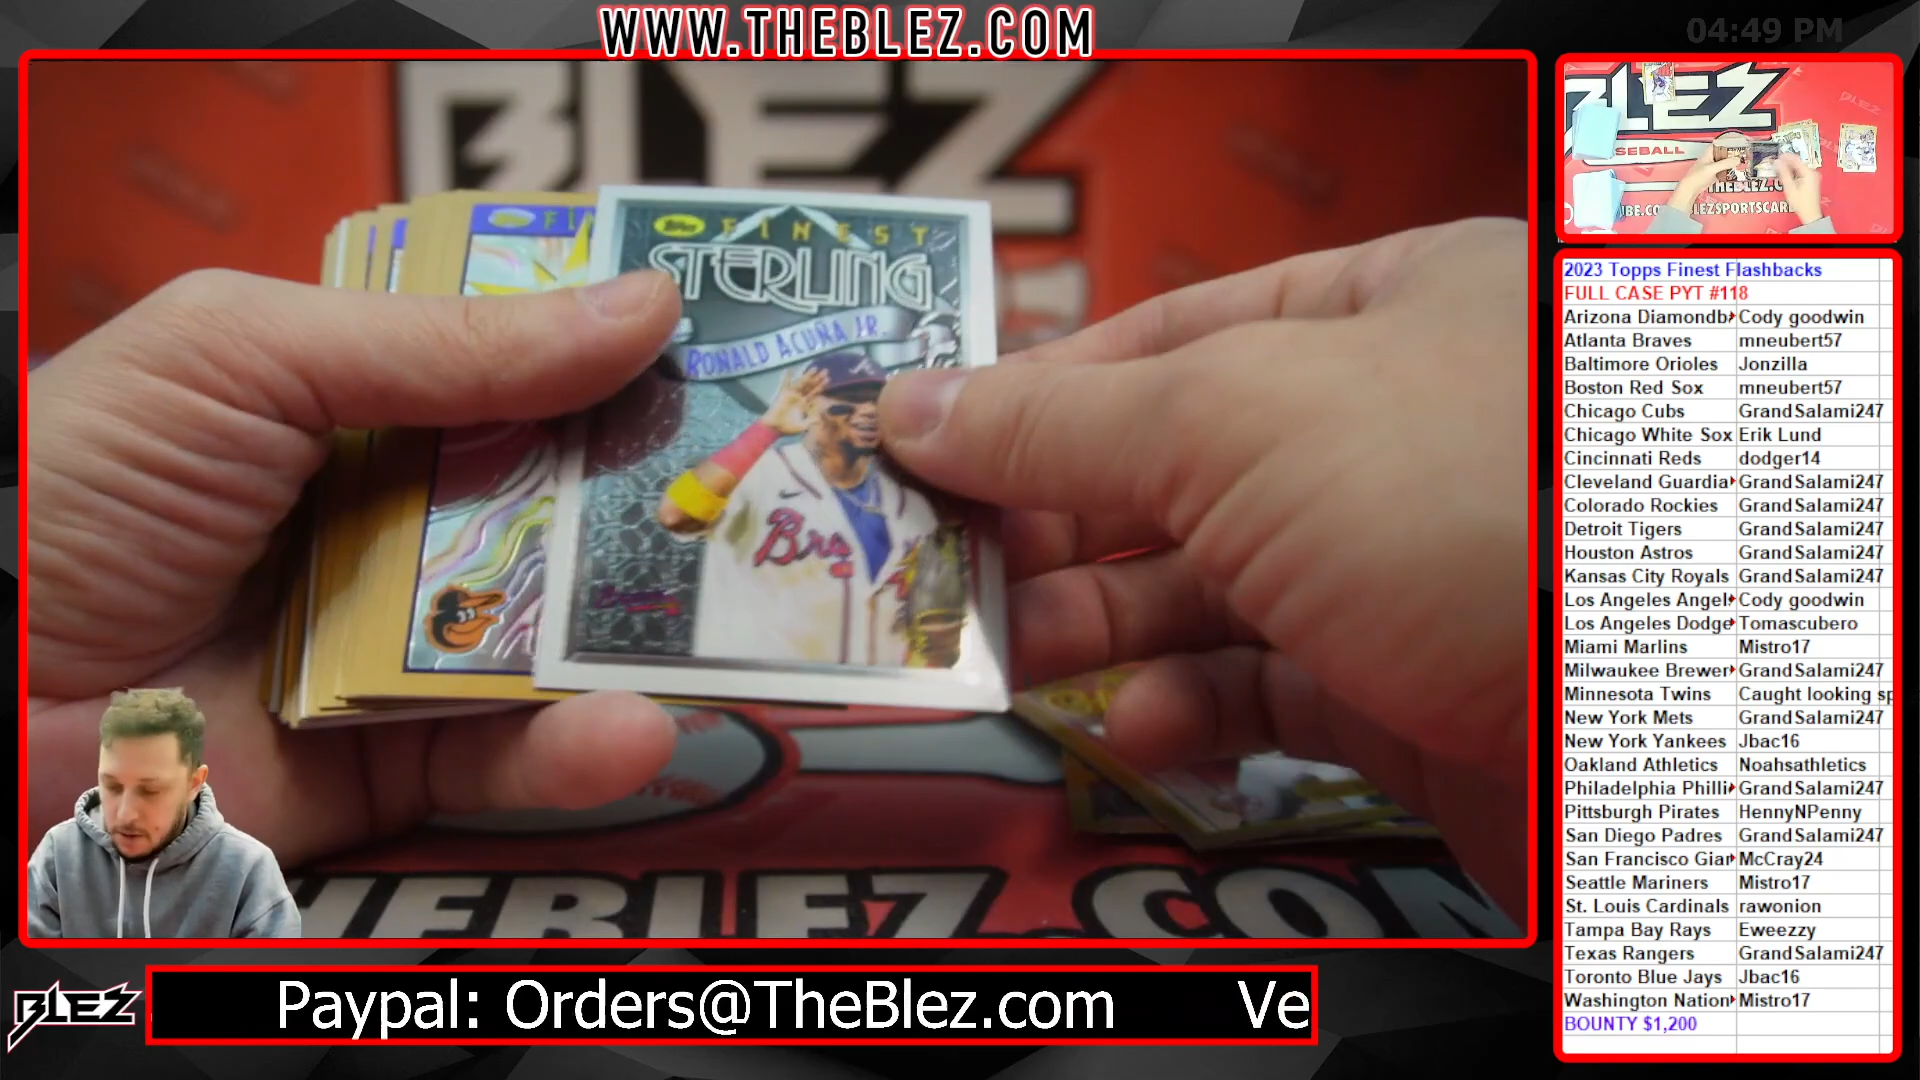 WWW.THEBLEZ.COM
04:49 PM
BLEZ
FINEST
STERLING
RONALD ACUÑA JR.
THEBLEZ.COM
BLEZ
Paypal: Orders@TheBlez.com Ve
BLEZ
SEBALL
2023 Topps Finest Flashbacks
FULL CASE PYT #118
Arizona Diamondb Cody goodwin
Atlanta Braves mneubert57
Baltimore Orioles Jonzilla
Boston Red Sox mneubert57
Chicago Cubs GrandSalami247
Chicago White Sox Erik Lund
Cincinnati Reds dodger14
Cleveland Guardia GrandSalami247
Colorado Rockies GrandSalami247
Detroit Tigers GrandSalami247
Houston Astros GrandSalami247
Kansas City Royals GrandSalami247
Los Angeles Angel Cody goodwin
Los Angeles Dodge Tomascubero
Miami Marlins Mistro17
Milwaukee Brewer GrandSalami247
Minnesota Twins Caught looking sp
New York Mets GrandSalami247
New York Yankees Jbac16
Oakland Athletics Noahsathletics
Philadelphia Philli GrandSalami247
Pittsburgh Pirates HennyNPenny
San Diego Padres GrandSalami247
San Francisco Gian McCray24
Seattle Mariners Mistro17
St. Louis Cardinals rawonion
Tampa Bay Rays Eweezzy
Texas Rangers GrandSalami247
Toronto Blue Jays Jbac16
Washington Nation Mistro17
BOUNTY $1,200